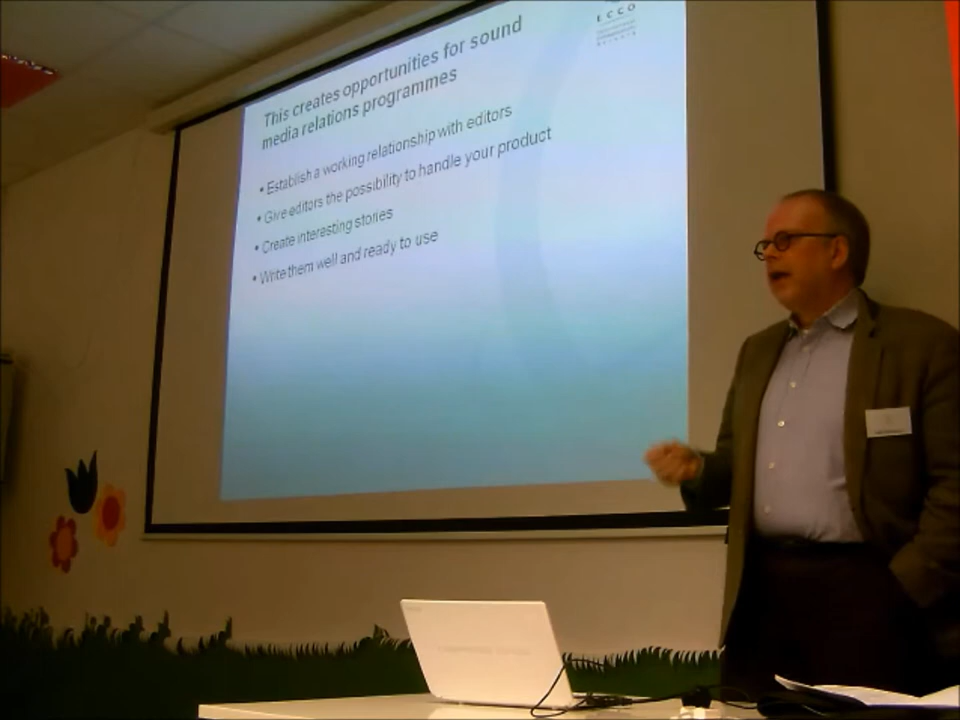 LCCO
This creates opportunities for sound
media relations programmes
• Establish a working relationship with editors
• Give editors the possibility to handle your product
• Create interesting stories
• Write them well and ready to use